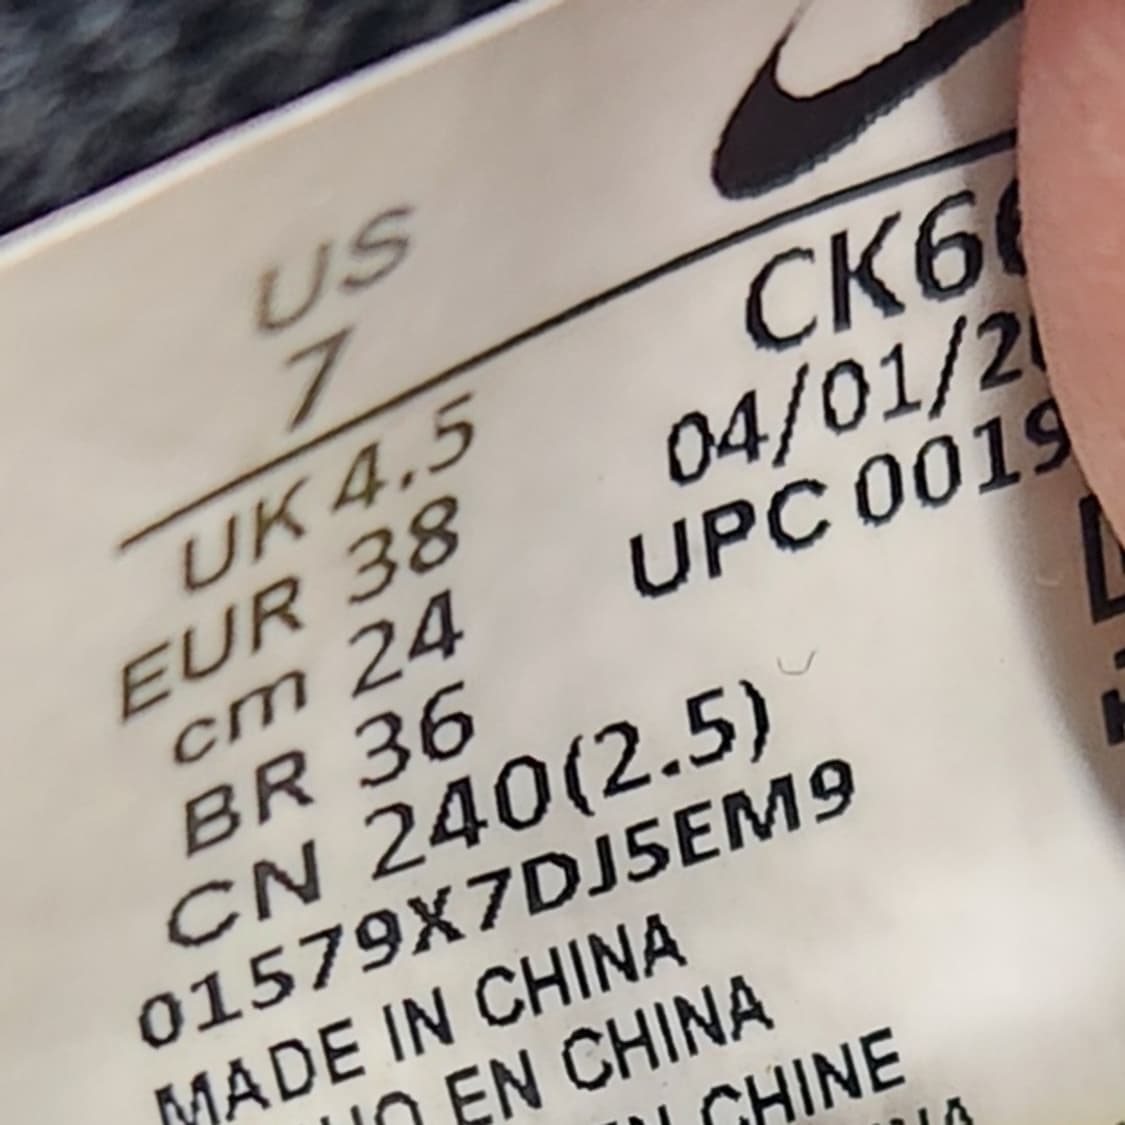 US
7
UK 4.5
EUR 38
cm 24
BR 36
CN 240(2.5)
01579X7DJ5EM9
MADE IN CHINA
EN CHINA
CHINE
CK66
04/01/20
UPC 0019